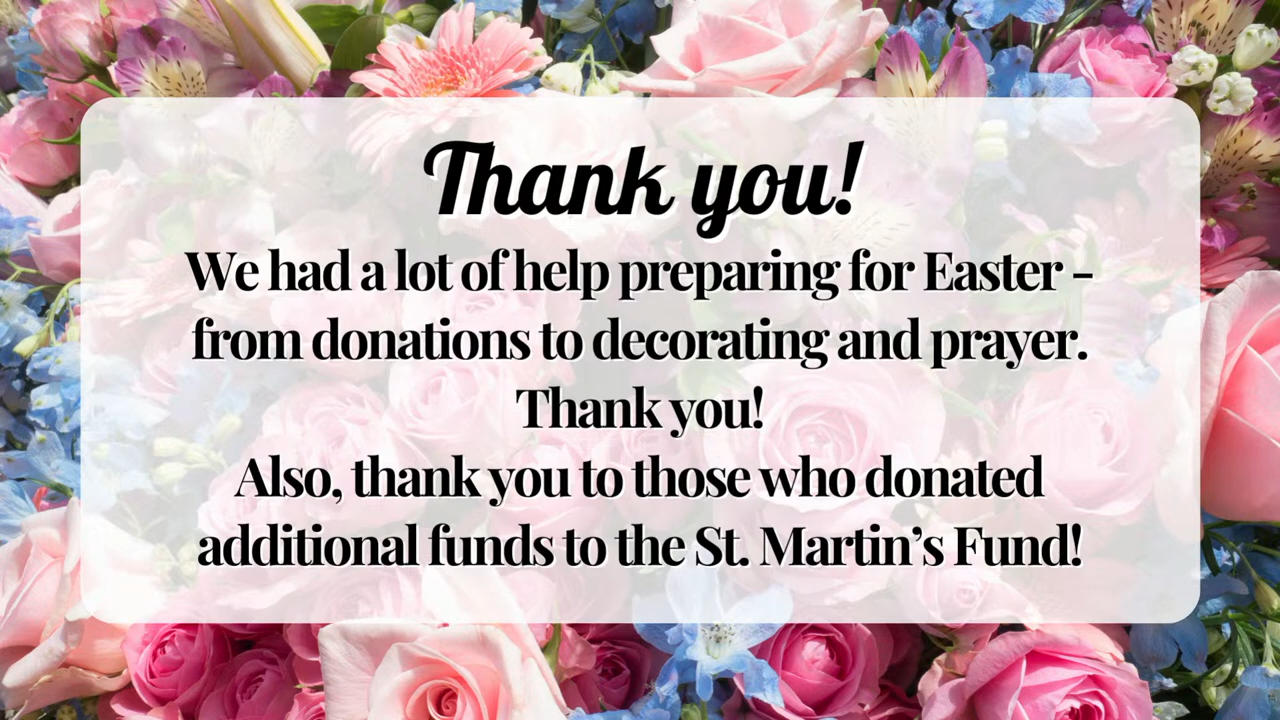 Thank you!
We had a lot of help preparing for Easter -
from donations to decorating and prayer.
Thank you!
Also, thank you to those who donated
additional funds to the St. Martin’s Fund!